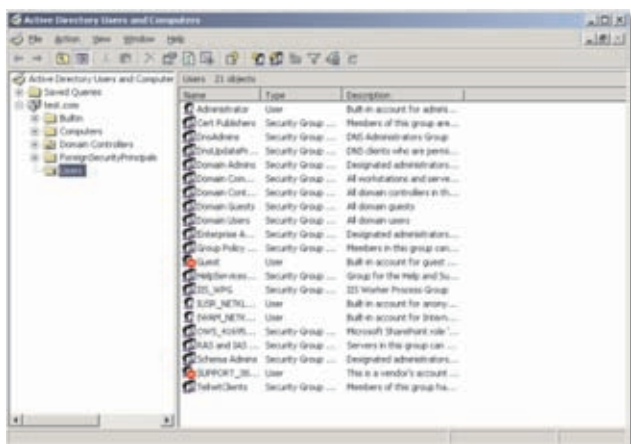 Active Directory Users and Computers
File Action View Window Help
Active Directory Users and Computer
Saved Queries
test.com
Builtin
Computers
Domain Controllers
ForeignSecurityPrincipals
Users
Users 21 objects
Name Type Description
Administrator User Built-in account for admini...
Cert Publishers Security Group ... Members of this group are...
DnsAdmins Security Group ... DNS Administrators Group
DnsUpdatePr... Security Group ... DNS clients who are permi...
Domain Admins Security Group ... Designated administrators...
Domain Com... Security Group ... All workstations and serve...
Domain Cont... Security Group ... All domain controllers in th...
Domain Guests Security Group ... All domain guests
Domain Users Security Group ... All domain users
Enterprise A... Security Group ... Designated administrators...
Group Policy ... Security Group ... Members in this group can...
Guest User Built-in account for guest ...
HelpServices... Security Group ... Group for the Help and Su...
IIS_WPG Security Group ... IIS Worker Process Group
IUSR_NETKL... User Built-in account for anony...
IWAM_NETK... User Built-in account for Intern...
OWS_41695... Security Group ... Microsoft SharePoint role '...
RAS and IAS ... Security Group ... Servers in this group can ...
Schema Admins Security Group ... Designated administrators...
SUPPORT_38... User This is a vendor's account ...
TelnetClients Security Group ... Members of this group ha...